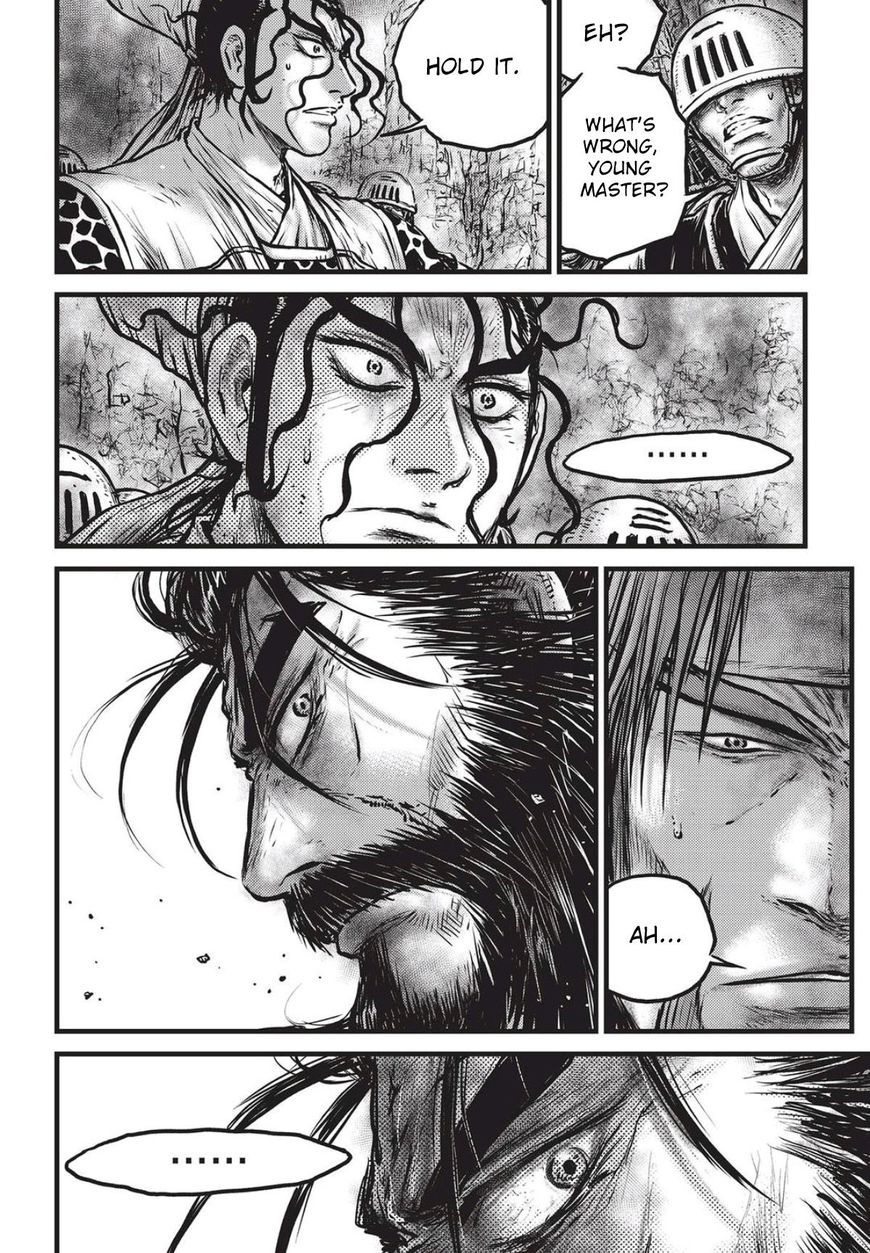 HOLD IT.
EH?
WHAT'S
WRONG,
YOUNG
MASTER?
......
AH...
......